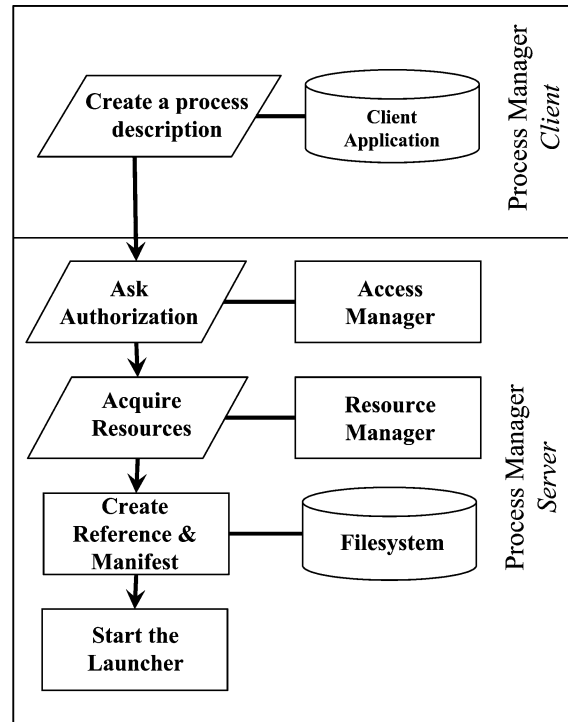 Create a process
description
Client
Application
Process Manager
Client
Ask
Authorization
Access
Manager
Acquire
Resources
Resource
Manager
Process Manager
Server
Create
Reference &
Manifest
Filesystem
Start the
Launcher